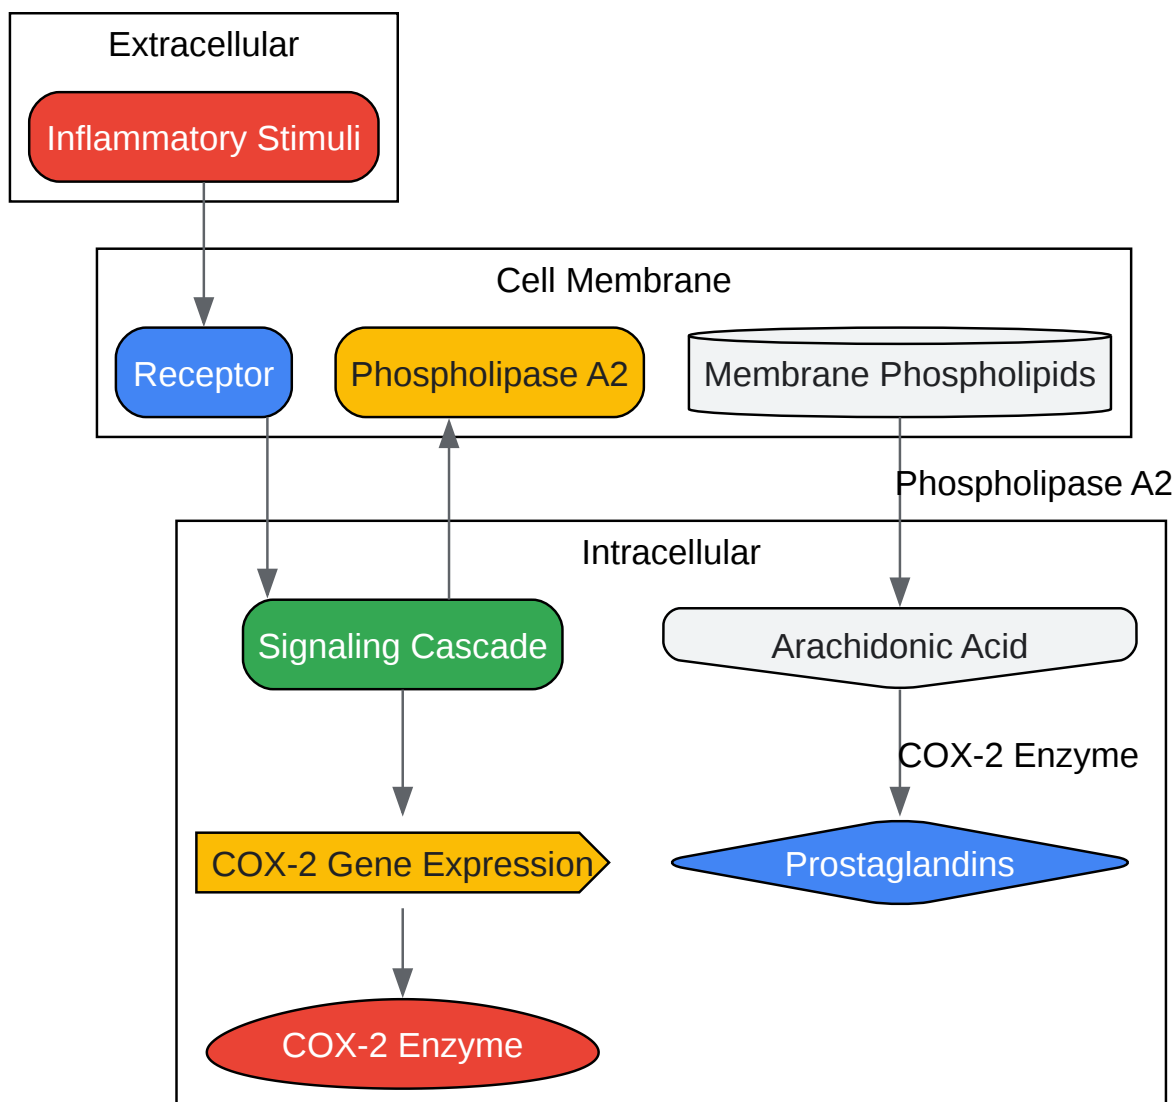 Extracellular
Inflammatory Stimuli
Cell Membrane
Receptor
Phospholipase A2
Membrane Phospholipids
Phospholipase A2
Intracellular
Signaling Cascade
Arachidonic Acid
COX-2 Enzyme
COX-2 Gene Expression
Prostaglandins
COX-2 Enzyme